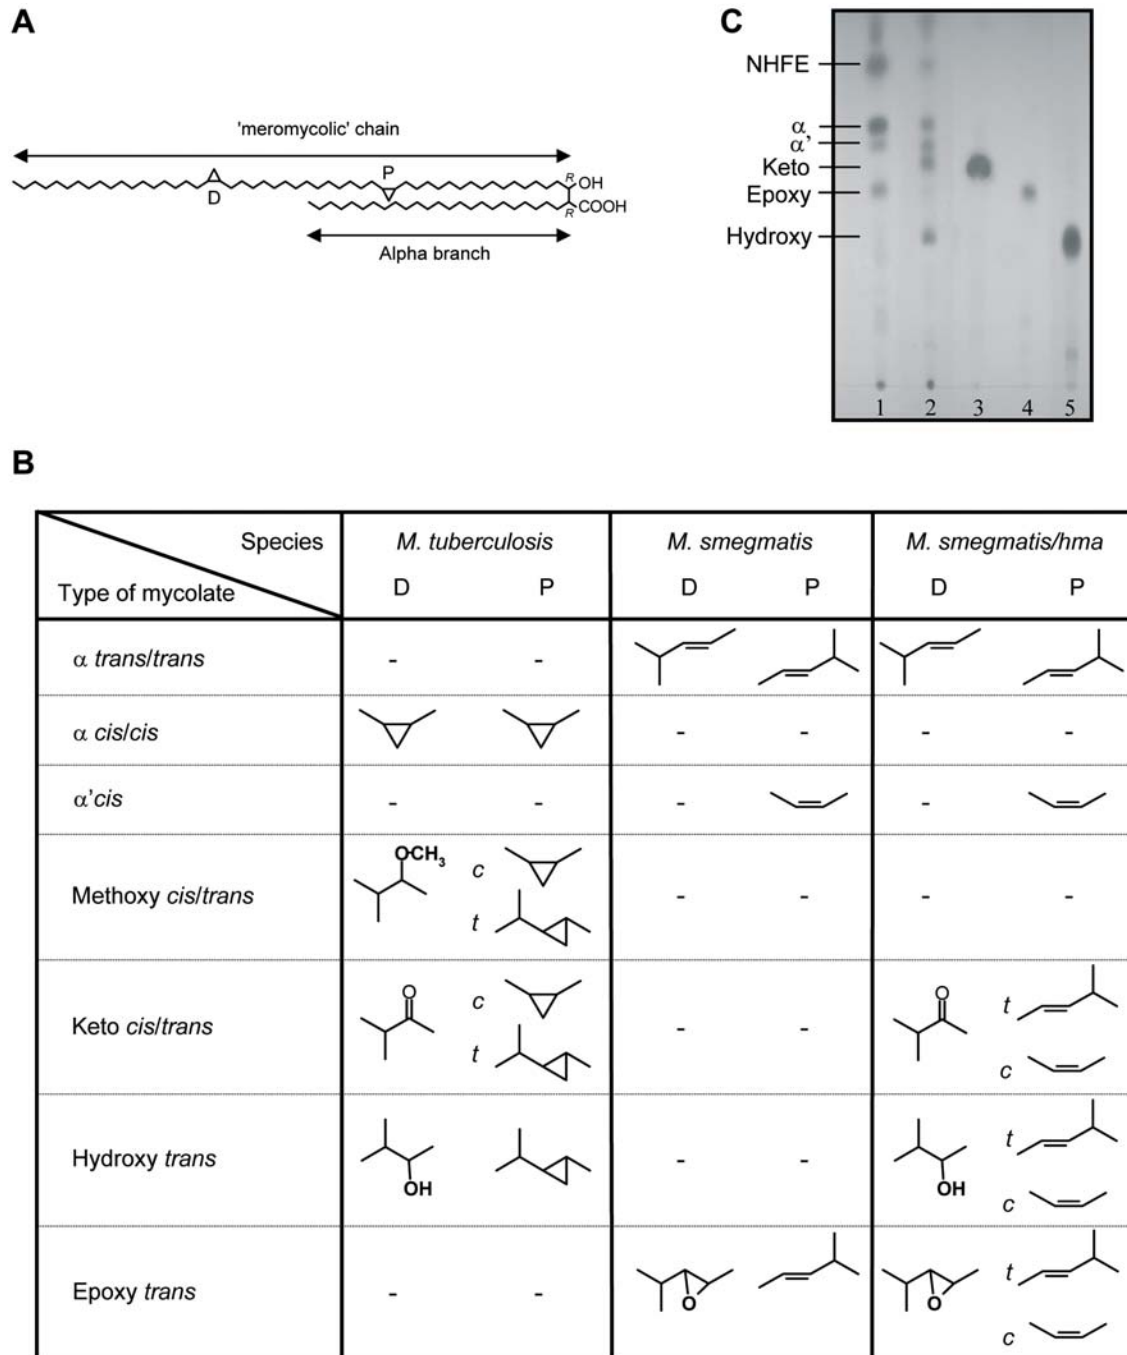 A
'meromycolic' chain
P
D
R
OH
R
COOH
Alpha branch
C
NHFE
α
α'
Keto
Epoxy
Hydroxy
1 2 3 4 5
B
Species
Type of mycolate
M. tuberculosis M. smegmatis M. smegmatis/hma
D P D P D P
α trans/trans - -
α cis/cis - - - -
α'cis - - - -
Methoxy cis/trans OCH3 c t - - - -
Keto cis/trans O c t - - O t c
Hydroxy trans OH - - OH t c
Epoxy trans - - O O t c